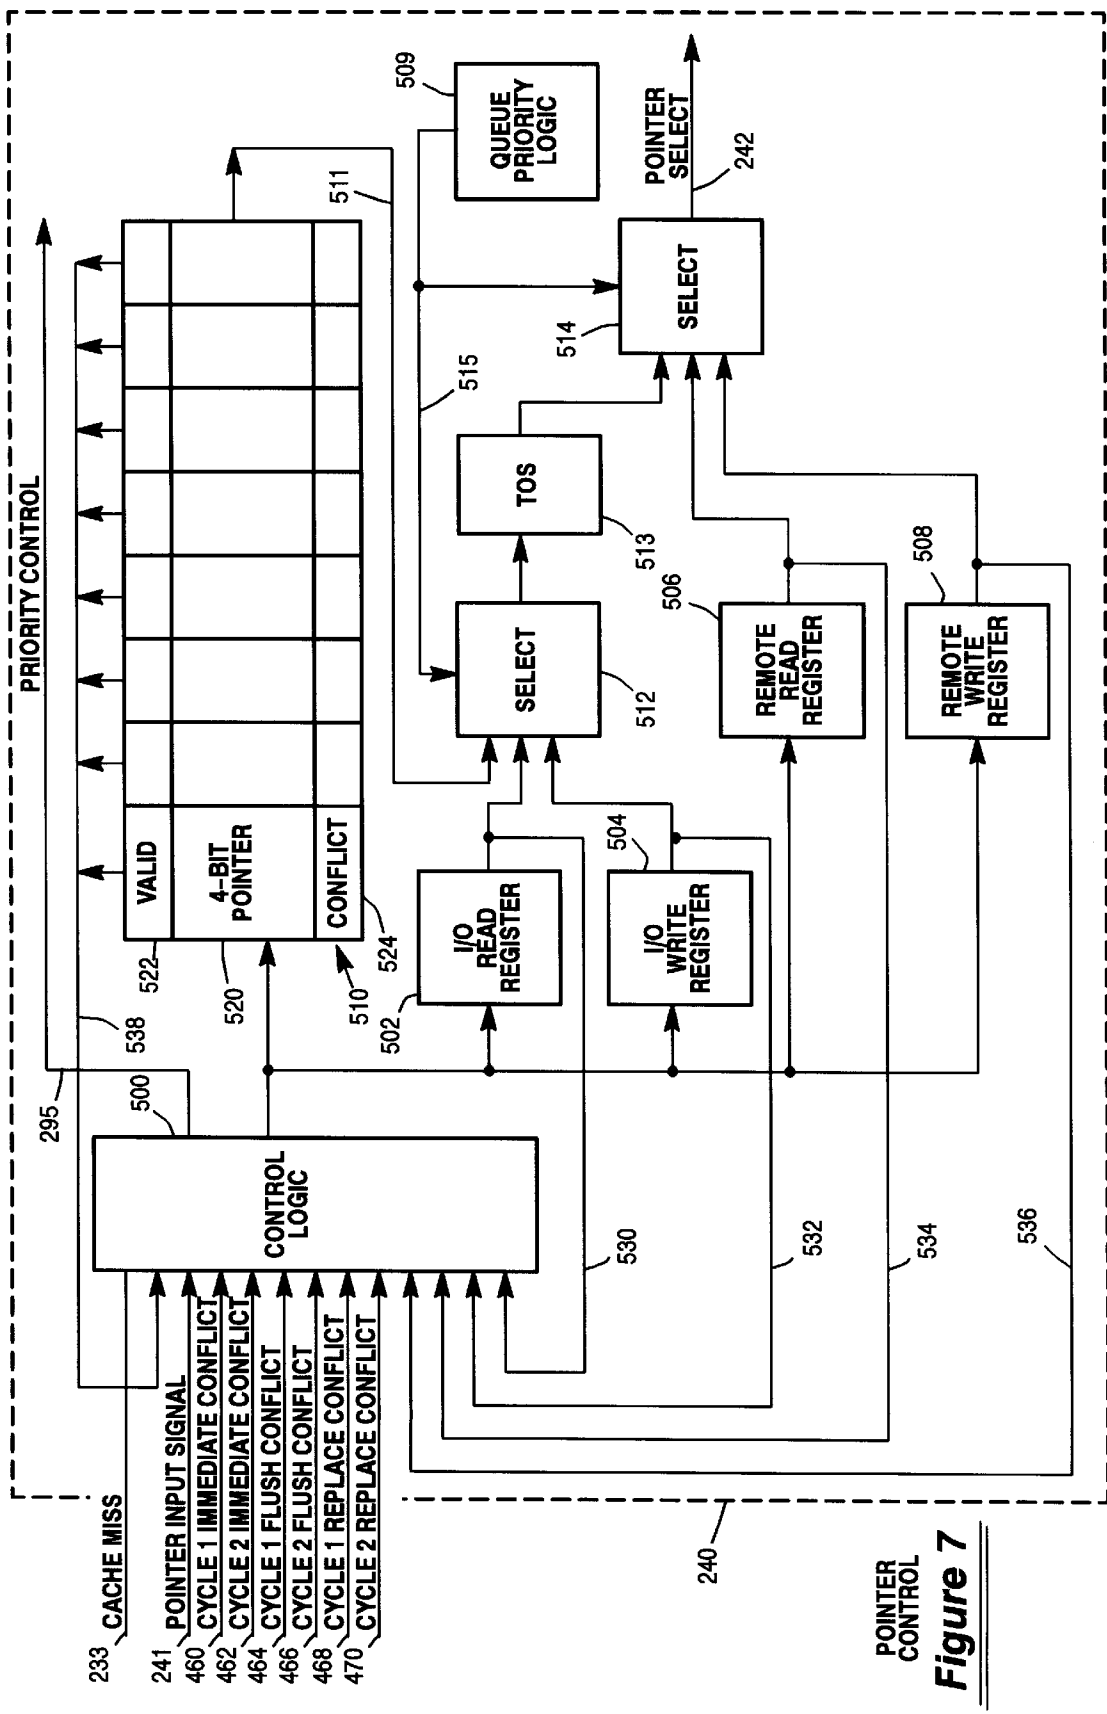 PRIORITY CONTROL
295
538
500
CONTROL
LOGIC
233 CACHE MISS
241 POINTER INPUT SIGNAL
460 CYCLE 1 IMMEDIATE CONFLICT
462 CYCLE 2 IMMEDIATE CONFLICT
464 CYCLE 1 FLUSH CONFLICT
466 CYCLE 2 FLUSH CONFLICT
468 CYCLE 1 REPLACE CONFLICT
470 CYCLE 2 REPLACE CONFLICT
VALID
4-BIT
POINTER
CONFLICT
522
520
510
524
511
509
QUEUE
PRIORITY
LOGIC
515
502
I/O
READ
REGISTER
504
I/O
WRITE
REGISTER
SELECT
512
TOS
513
514
SELECT
POINTER
SELECT
242
506
REMOTE
READ
REGISTER
508
REMOTE
WRITE
REGISTER
530
532
534
536
240
POINTER
CONTROL
Figure 7